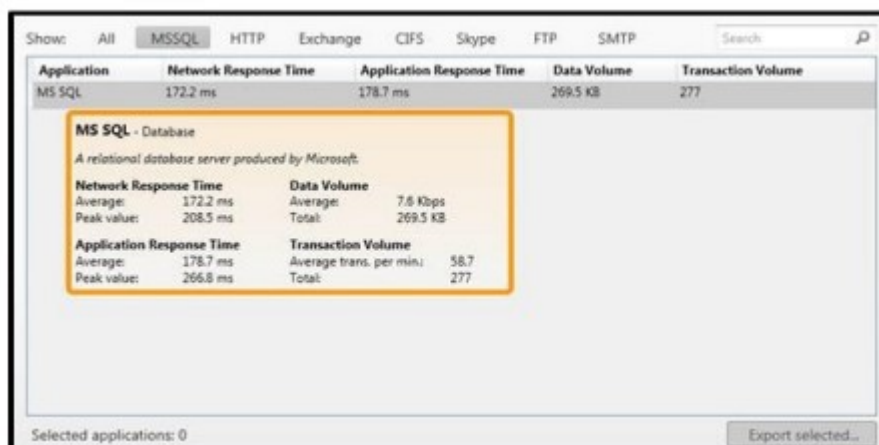 Show: All MSSQL HTTP Exchange CIFS Skype FTP SMTP Search
Application Network Response Time Application Response Time Data Volume Transaction Volume
MS SQL 172.2 ms 178.7 ms 269.5 KB 277
MS SQL - Database
A relational database server produced by Microsoft.
Network Response Time Data Volume
Average: 172.2 ms Average: 7.6 Kbps
Peak value: 208.5 ms Total: 269.5 KB
Application Response Time Transaction Volume
Average: 178.7 ms Average trans. per min.: 58.7
Peak value: 266.8 ms Total: 277
Selected applications: 0 Export selected...